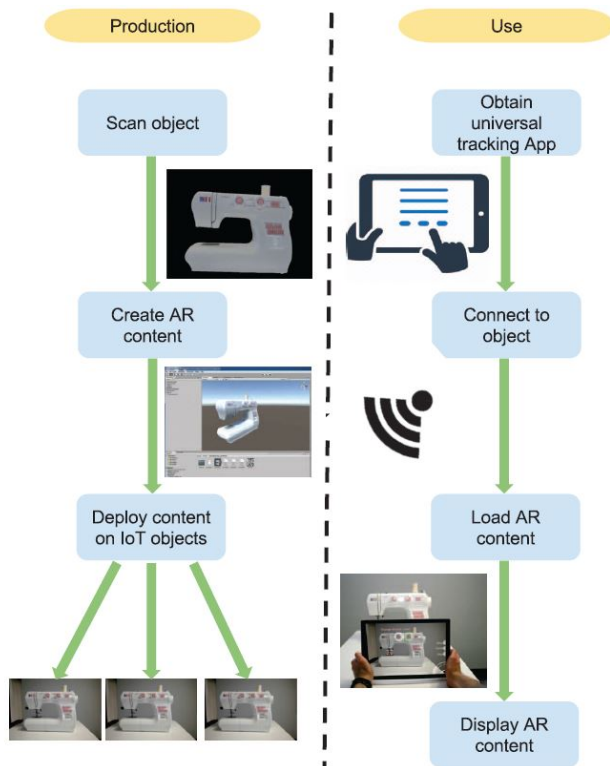 Production
Use
Scan object
Create AR
content
Deploy content
on IoT objects
Obtain
universal
tracking App
Connect to
object
Load AR
content
Display AR
content